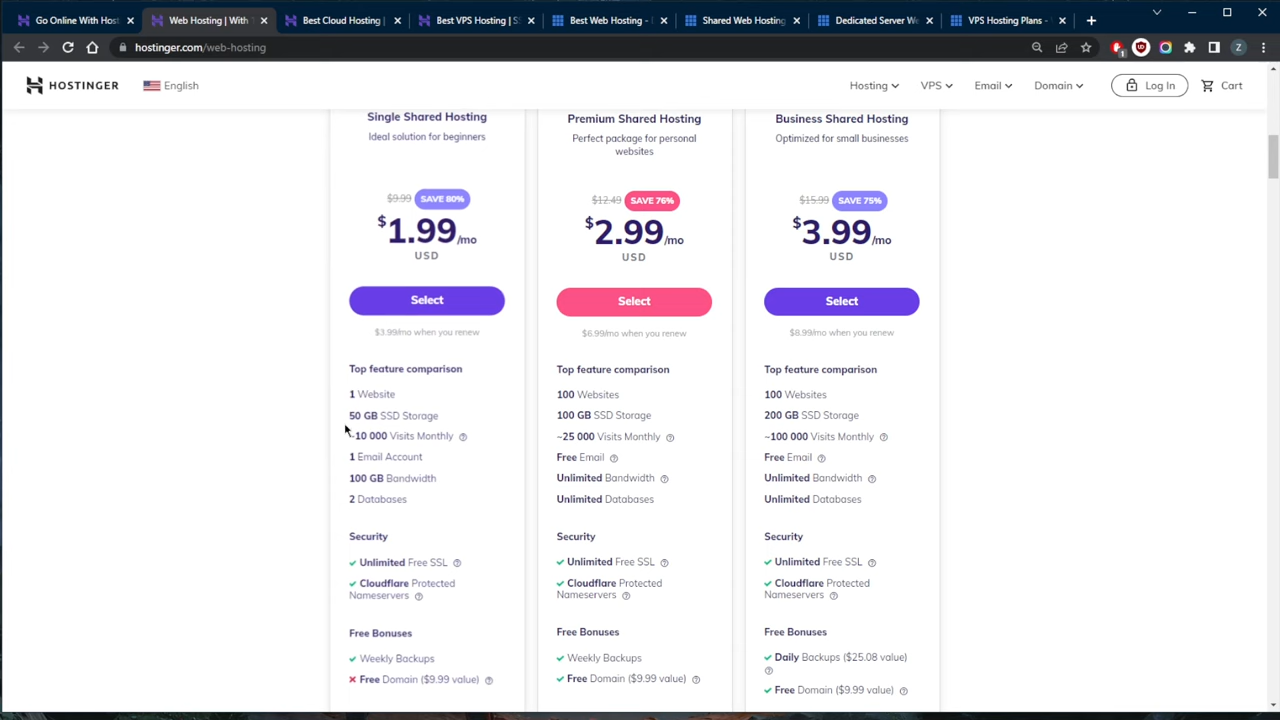 Go Online With Host
Web Hosting | With
Best Cloud Hosting |
Best VPS Hosting | S
Best Web Hosting -
Shared Web Hosting
Dedicated Server W
VPS Hosting Plans -
hostinger.com/web-hosting
1
Z
HOSTINGER
English
Hosting
VPS
Email
Domain
Log In
Cart
Single Shared Hosting
Ideal solution for beginners
$9.99 SAVE 80%
$1.99/mo
USD
Select
$3.99/mo when you renew
Top feature comparison
1 Website
50 GB SSD Storage
~10 000 Visits Monthly
1 Email Account
100 GB Bandwidth
2 Databases
Security
Unlimited Free SSL
Cloudflare Protected
Nameservers
Free Bonuses
Weekly Backups
Free Domain ($9.99 value)
Premium Shared Hosting
Perfect package for personal
websites
$12.49 SAVE 76%
$2.99/mo
USD
Select
$6.99/mo when you renew
Top feature comparison
100 Websites
100 GB SSD Storage
~25 000 Visits Monthly
Free Email
Unlimited Bandwidth
Unlimited Databases
Security
Unlimited Free SSL
Cloudflare Protected
Nameservers
Free Bonuses
Weekly Backups
Free Domain ($9.99 value)
Business Shared Hosting
Optimized for small businesses
$15.99 SAVE 75%
$3.99/mo
USD
Select
$8.99/mo when you renew
Top feature comparison
100 Websites
200 GB SSD Storage
~100 000 Visits Monthly
Free Email
Unlimited Bandwidth
Unlimited Databases
Security
Unlimited Free SSL
Cloudflare Protected
Nameservers
Free Bonuses
Daily Backups ($25.08 value)
Free Domain ($9.99 value)